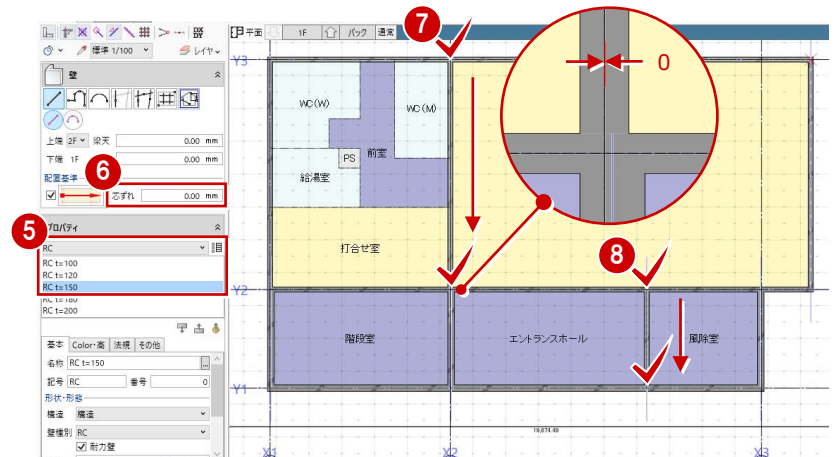 平面 1F バック 通常
標準 1/100 レイヤ
壁
上端 2F 梁天 0.00 mm
下端 1F 0.00 mm
配置基準
芯ずれ 0.00 mm
6
5
プロパティ
RC
RC t=100
RC t=120
RC t=150
RC t=180
RC t=200
基本 Color・高 法規 その他
名称 RC t=150 ...
記号 RC 番号 0
形状・形態
構造 構造
壁種別 RC
耐力壁
7
0
Y3
WC(W)
WC(M)
前室
PS
給湯室
打合せ室
8
Y2
階段室
エントランスホール
風除室
Y1
19,674.49
X1
X2
X3